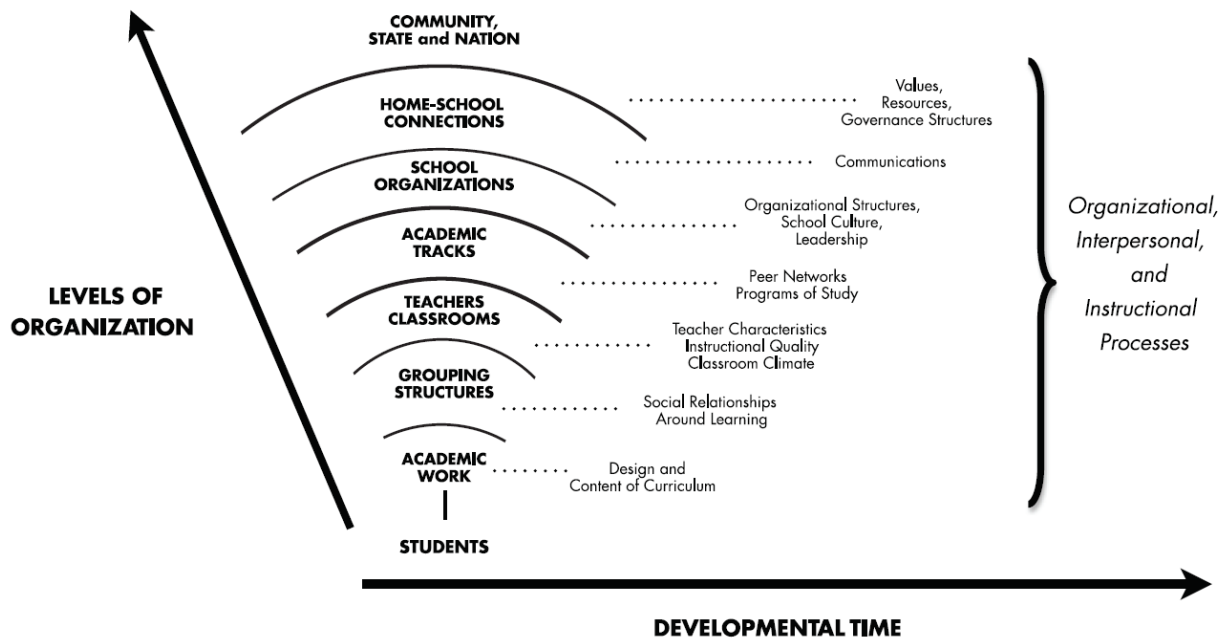 COMMUNITY,
STATE and NATION
HOME-SCHOOL
CONNECTIONS
SCHOOL
ORGANIZATIONS
ACADEMIC
TRACKS
TEACHERS
CLASSROOMS
GROUPING
STRUCTURES
ACADEMIC
WORK
STUDENTS
LEVELS OF
ORGANIZATION
Values,
Resources,
Governance Structures
Communications
Organizational Structures,
School Culture,
Leadership
Peer Networks
Programs of Study
Teacher Characteristics
Instructional Quality
Classroom Climate
Social Relationships
Around Learning
Design and
Content of Curriculum
Organizational,
Interpersonal,
and
Instructional
Processes
DEVELOPMENTAL TIME